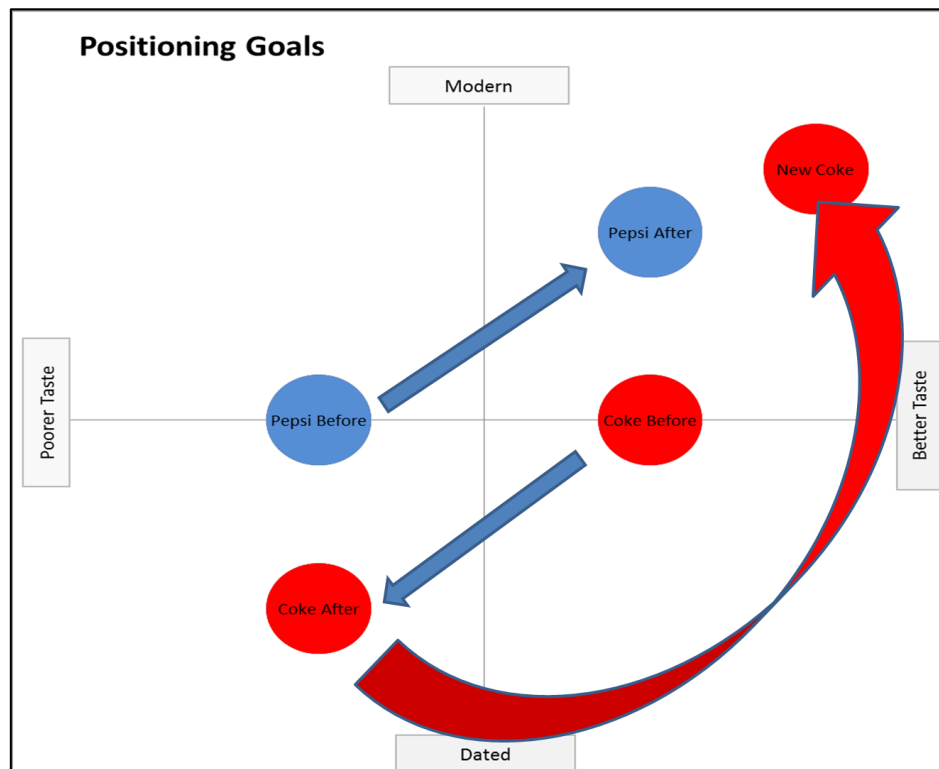 Positioning Goals
Modern
New Coke
Pepsi After
Poorer Taste
Pepsi Before
Coke Before
Better Taste
Coke After
Dated